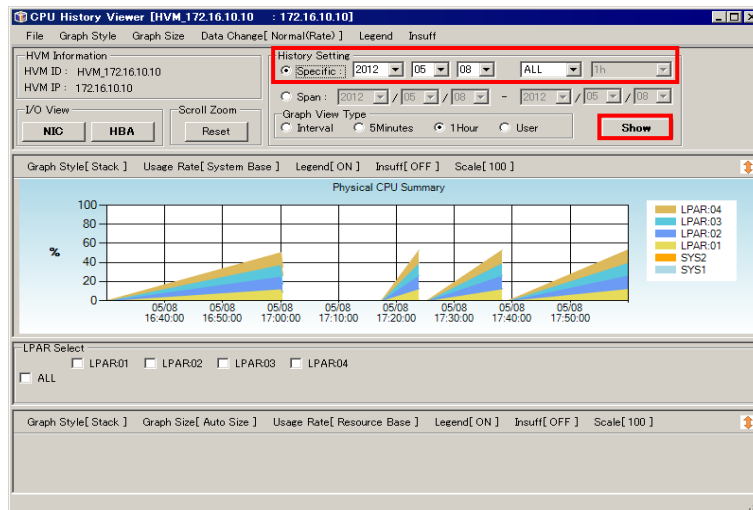 CPU History Viewer [HVM_172.16.10.10 : 172.16.10.10]
File Graph Style Graph Size Data Change[ Normal(Rate) ] Legend Insuff
HVM Information
HVM ID : HVM_172.16.10.10
HVM IP : 172.16.10.10
History Setting
Specific : 2012 05 08 ALL 1h
Span : 2012 / 05 / 08 - 2012 / 05 / 08
I/O View
NIC HBA
Scroll Zoom
Reset
Graph View Type
Interval 5Minutes 1Hour User
Show
Graph Style[ Stack ] Usage Rate[ System Base ] Legend[ ON ] Insuff[ OFF ] Scale[ 100 ]
Physical CPU Summary
100
80
60
%
40
20
0
05/08 05/08 05/08 05/08 05/08 05/08 05/08 05/08
16:40:00 16:50:00 17:00:00 17:10:00 17:20:00 17:30:00 17:40:00 17:50:00
LPAR:04
LPAR:03
LPAR:02
LPAR:01
SYS2
SYS1
LPAR Select
LPAR:01 LPAR:02 LPAR:03 LPAR:04
ALL
Graph Style[ Stack ] Graph Size[ Auto Size ] Usage Rate[ Resource Base ] Legend[ ON ] Insuff[ OFF ] Scale[ 100 ]